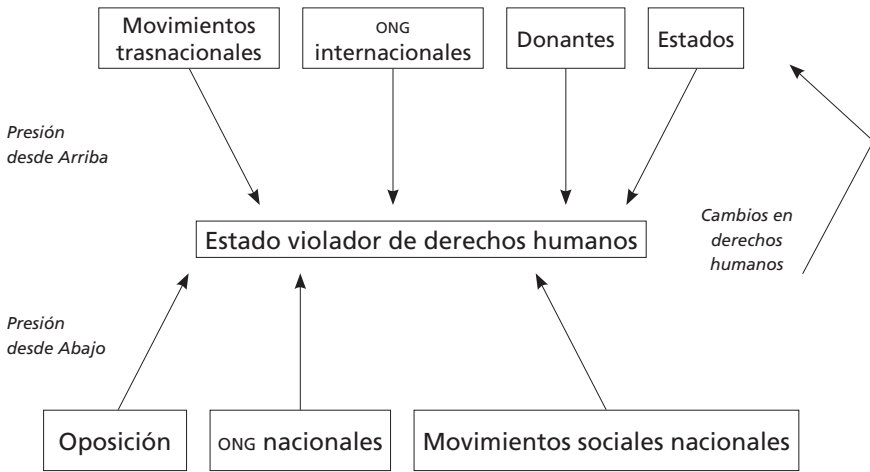 Movimientos
trasnacionales
ONG
internacionales
Donantes
Estados
Presión
desde Arriba
Estado violador de derechos humanos
Cambios en
derechos
humanos
Presión
desde Abajo
Oposición
ONG nacionales
Movimientos sociales nacionales